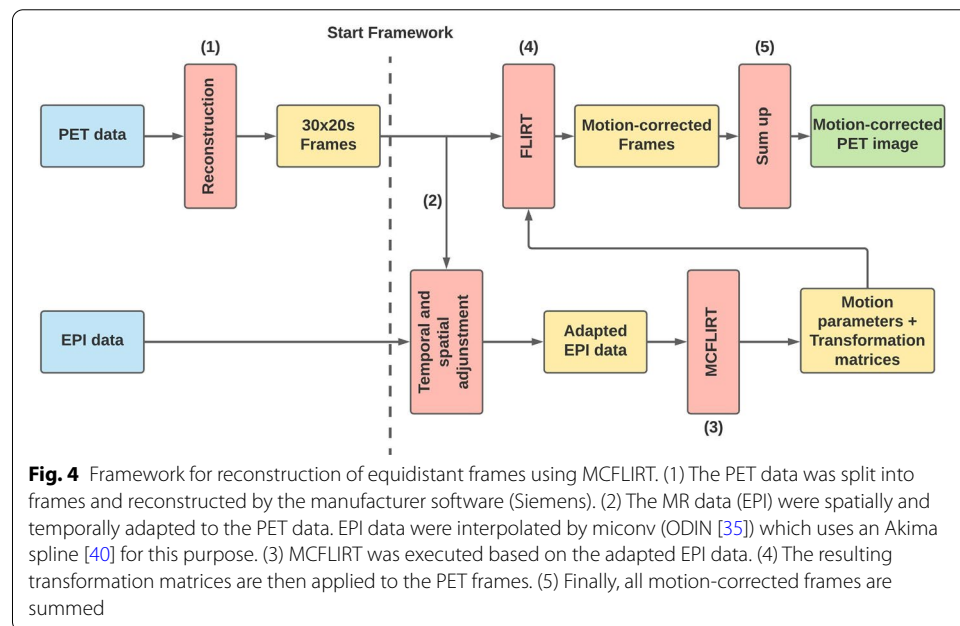 Start Framework
(1)
(4)
(5)
PET data
Reconstruction
30x20s
Frames
FLIRT
Motion-corrected
Frames
Sum up
Motion-corrected
PET image
(2)
EPI data
Temporal and
spatial
adjunstment
Adapted
EPI data
MCFLIRT
Motion
parameters +
Transformation
matrices
(3)
Fig. 4 Framework for reconstruction of equidistant frames using MCFLIRT. (1) The PET data was split into
frames and reconstructed by the manufacturer software (Siemens). (2) The MR data (EPI) were spatially and
temporally adapted to the PET data. EPI data were interpolated by miconv (ODIN [35]) which uses an Akima
spline [40] for this purpose. (3) MCFLIRT was executed based on the adapted EPI data. (4) The resulting
transformation matrices are then applied to the PET frames. (5) Finally, all motion-corrected frames are
summed